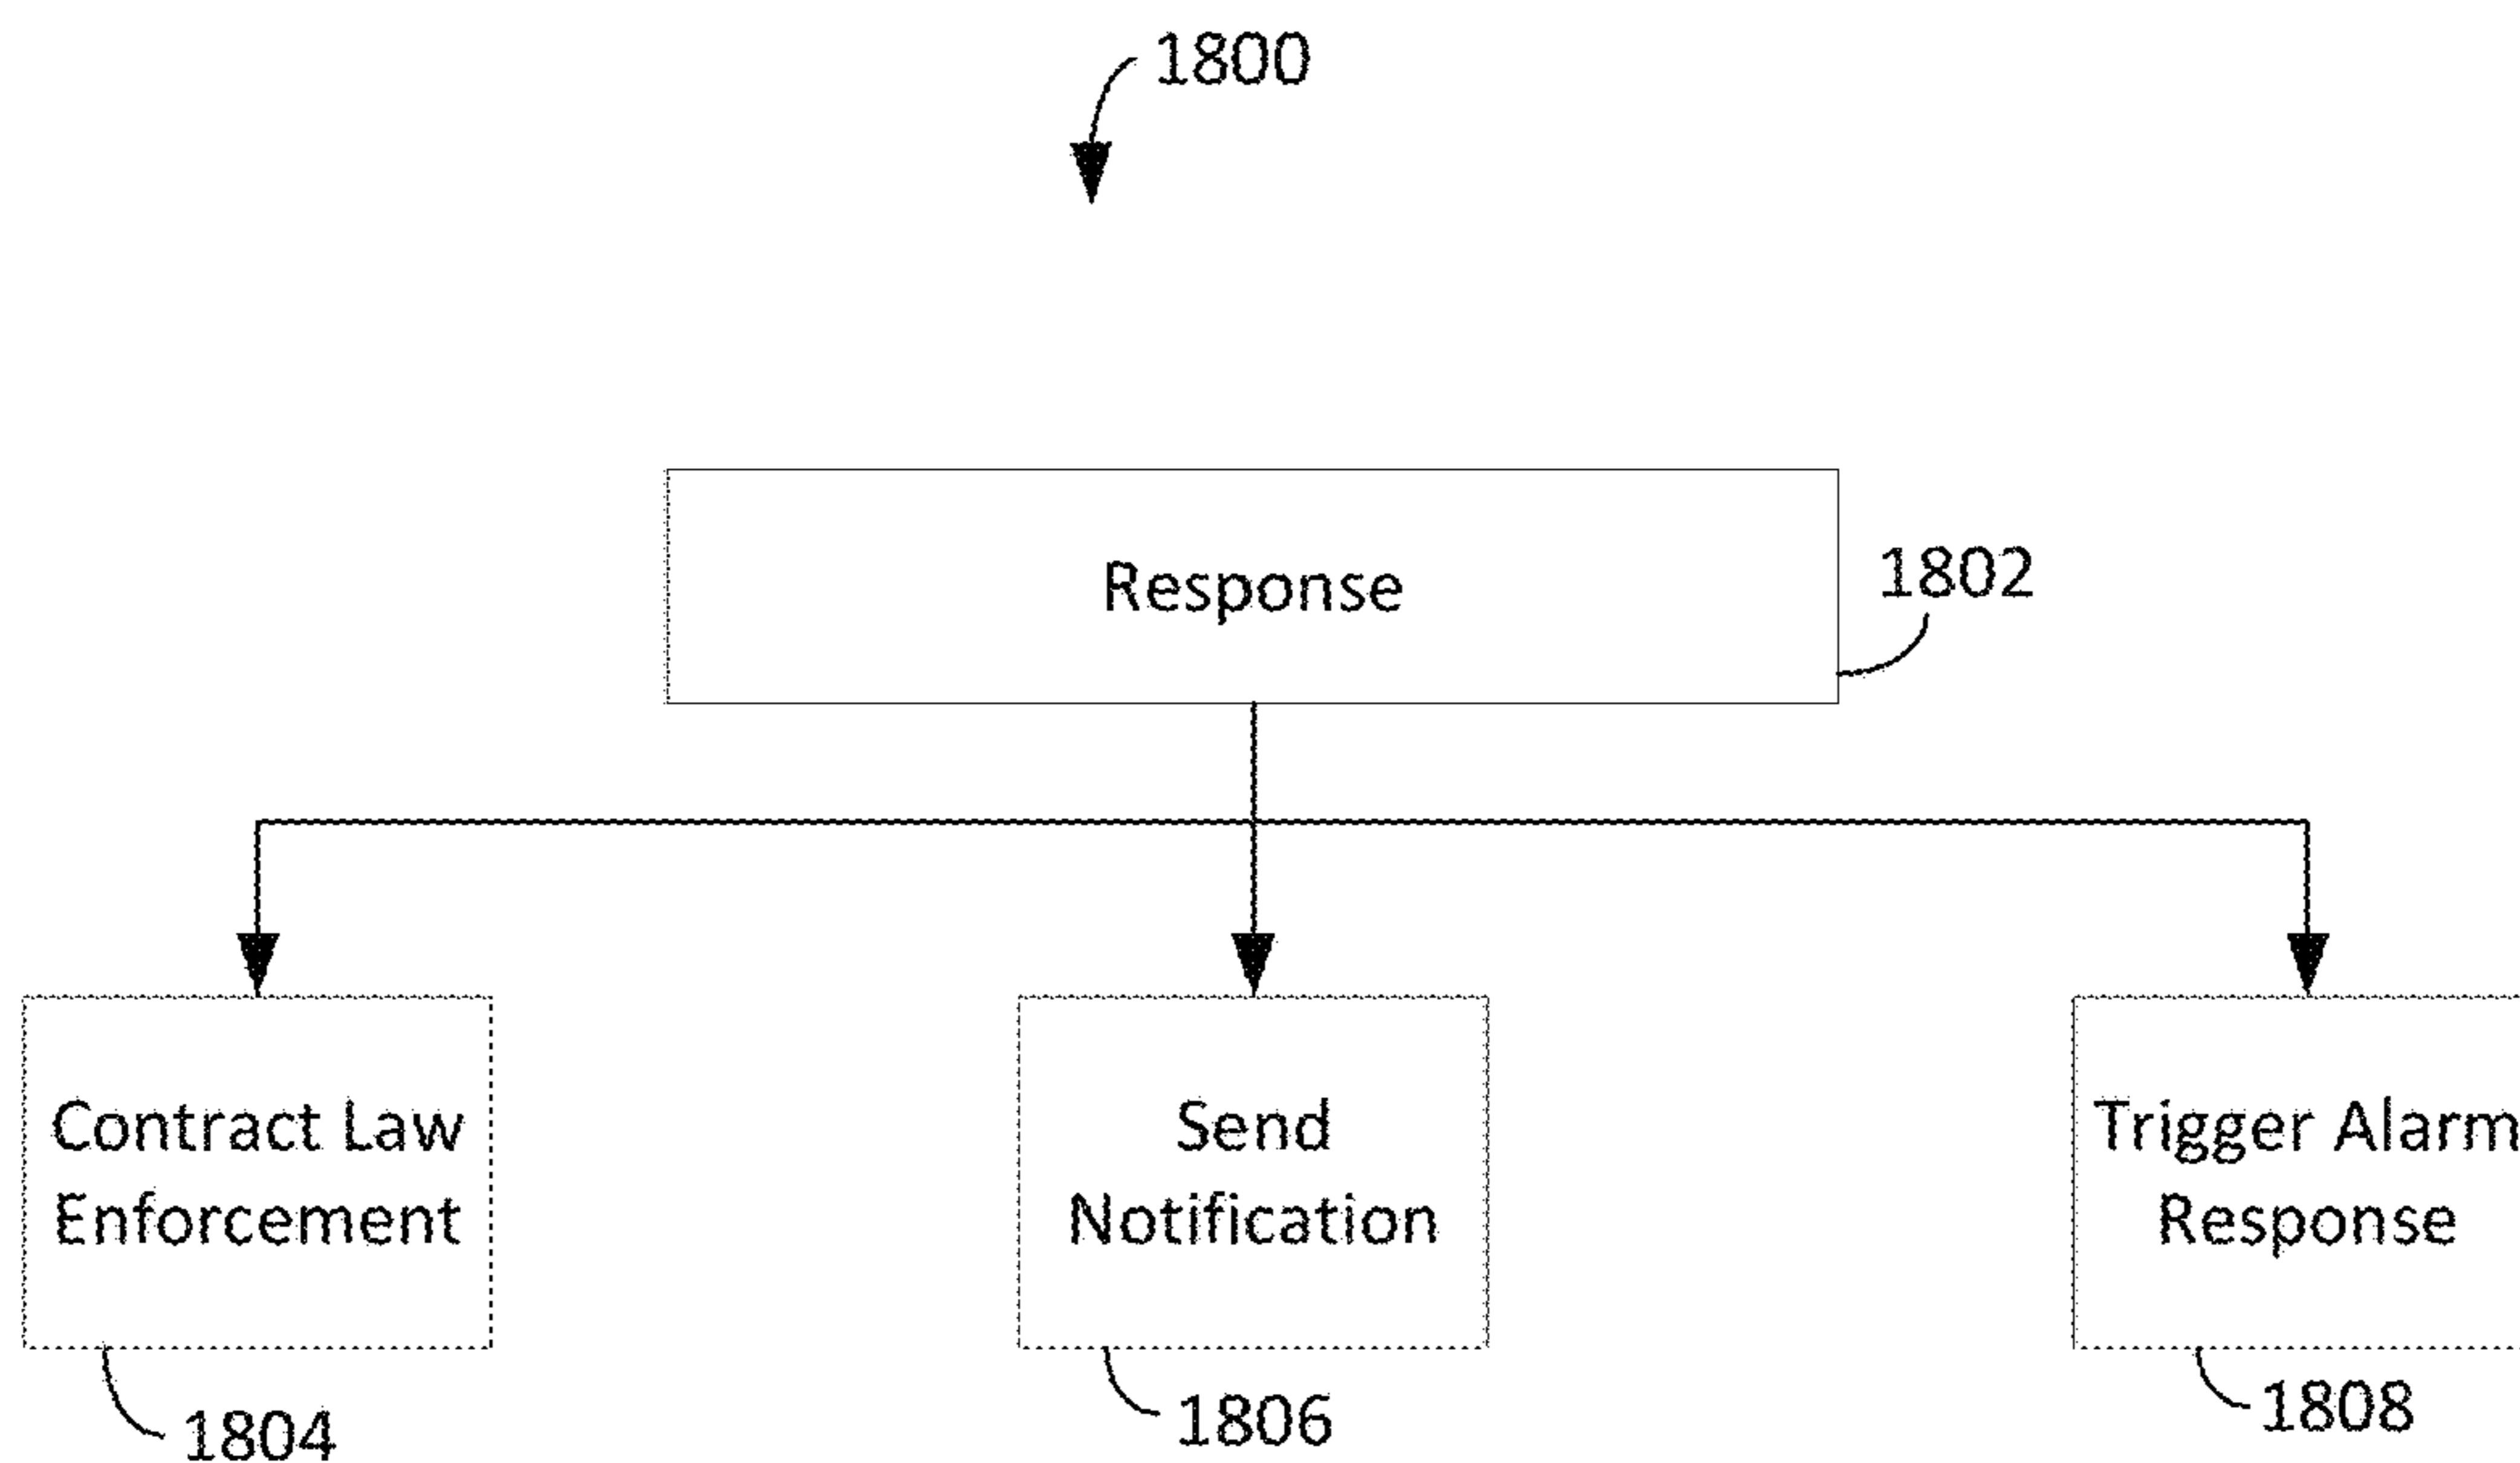 1800
Response
1802
Contract Law
Enforcement
Send
Notification
Trigger Alarm
Response
1804
1806
1808